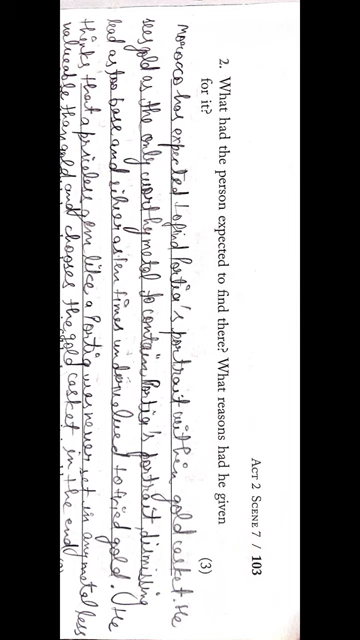 ACT 2 SCENE 7 / 103
2. What had the person expected to find there? What reasons had he given
for it? (3)
Morocco has expected to find Portia's portrait within gold casket. He
sees gold as the only worthy metal to contain Portia's portrait, dismissing
lead as too base and silver as ten times undervalued to tried gold. (He
thinks that a priceless gem like a Portia was never set in any metal less
valueable than gold and chooses the gold casket in the end)